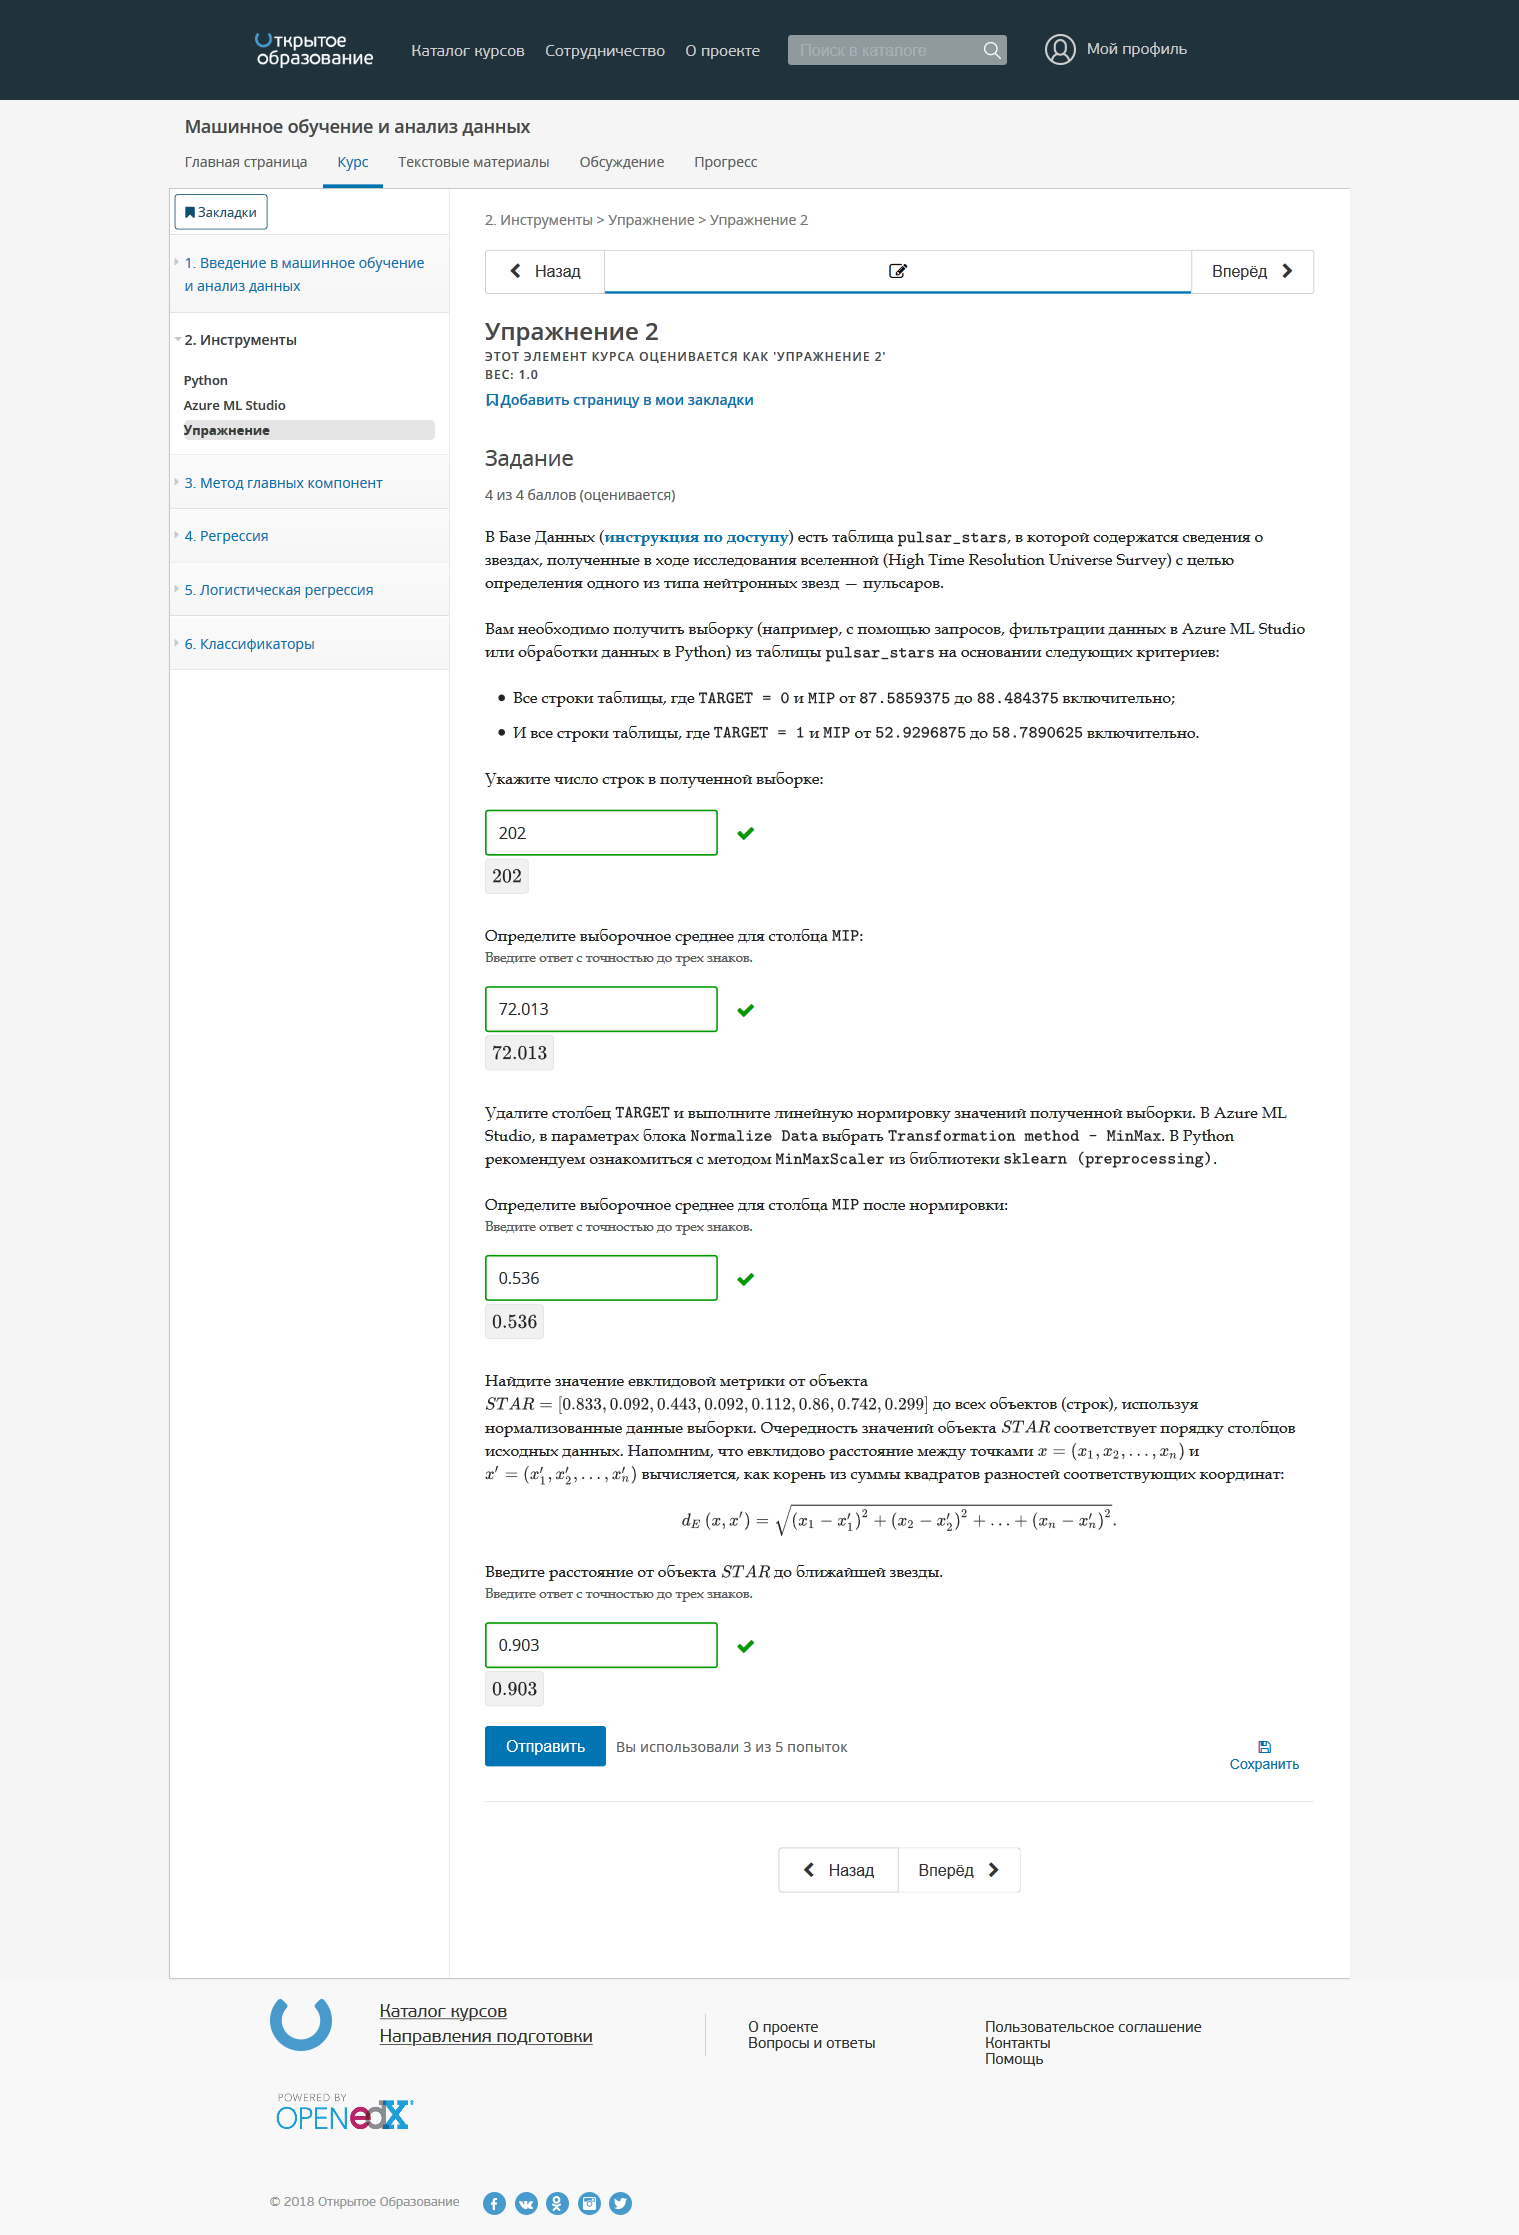 Открытое
образование
Каталог курсов
Сотрудничество
О проекте
Поиск в каталоге
Мой профиль
Машинное обучение и анализ данных
Главная страница
Курс
Текстовые материалы
Обсуждение
Прогресс
Закладки
1. Введение в машинное обучение
и анализ данных
2. Инструменты
Python
Azure ML Studio
Упражнение
3. Метод главных компонент
4. Регрессия
5. Логистическая регрессия
6. Классификаторы
2. Инструменты > Упражнение > Упражнение 2
Назад
Вперёд
Упражнение 2
ЭТОТ ЭЛЕМЕНТ КУРСА ОЦЕНИВАЕТСЯ КАК 'УПРАЖНЕНИЕ 2'
ВЕС: 1.0
Добавить страницу в мои закладки
Задание
4 из 4 баллов (оценивается)
В Базе Данных (инструкция по доступу) есть таблица pulsar_stars, в которой содержатся сведения о
звездах, полученные в ходе исследования вселенной (High Time Resolution Universe Survey) с целью
определения одного из типа нейтронных звезд — пульсаров.
Вам необходимо получить выборку (например, с помощью запросов, фильтрации данных в Azure ML Studio
или обработки данных в Python) из таблицы pulsar_stars на основании следующих критериев:
• Все строки таблицы, где TARGET = 0 и MIP от 87.5859375 до 88.484375 включительно;
• И все строки таблицы, где TARGET = 1 и MIP от 52.9296875 до 58.7890625 включительно.
Укажите число строк в полученной выборке:
202
202
Определите выборочное среднее для столбца MIP:
Введите ответ с точностью до трех знаков.
72.013
72.013
Удалите столбец TARGET и выполните линейную нормировку значений полученной выборки. В Azure ML
Studio, в параметрах блока Normalize Data выбрать Transformation method - MinMax. В Python
рекомендуем ознакомиться с методом MinMaxScaler из библиотеки sklearn (preprocessing).
Определите выборочное среднее для столбца MIP после нормировки:
Введите ответ с точностью до трех знаков.
0.536
0.536
Найдите значение евклидовой метрики от объекта
STAR = [0.833, 0.092, 0.443, 0.092, 0.112, 0.86, 0.742, 0.299] до всех объектов (строк), используя
нормализованные данные выборки. Очередность значений объекта STAR соответствует порядку столбцов
исходных данных. Напомним, что евклидово расстояние между точками x = (x₁, x₂, . . . , xₙ) и
x′ = (x′₁, x′₂, . . . , x′ₙ) вычисляется, как корень из суммы квадратов разностей соответствующих координат:
d_E (x, x′) = √((x₁ − x′₁)² + (x₂ − x′₂)² + . . . + (xₙ − x′ₙ)²).
Введите расстояние от объекта STAR до ближайшей звезды.
Введите ответ с точностью до трех знаков.
0.903
0.903
Отправить
Вы использовали 3 из 5 попыток
Сохранить
Назад
Вперёд
Каталог курсов
Направления подготовки
О проекте
Вопросы и ответы
Пользовательское соглашение
Контакты
Помощь
POWERED BY
OPENedX®
© 2018 Открытое Образование